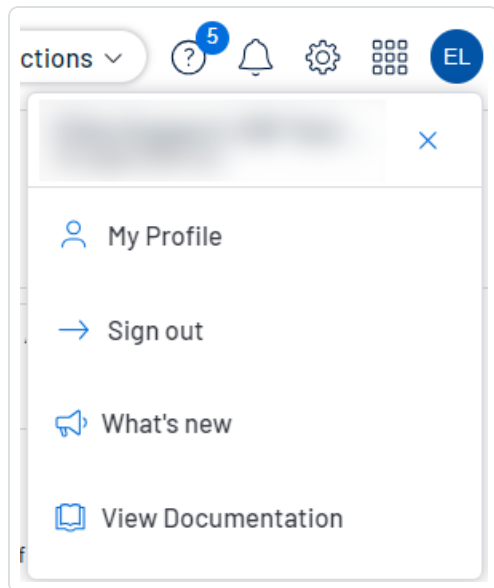 ctions
5
EL
My Profile
Sign out
What's new
View Documentation
f